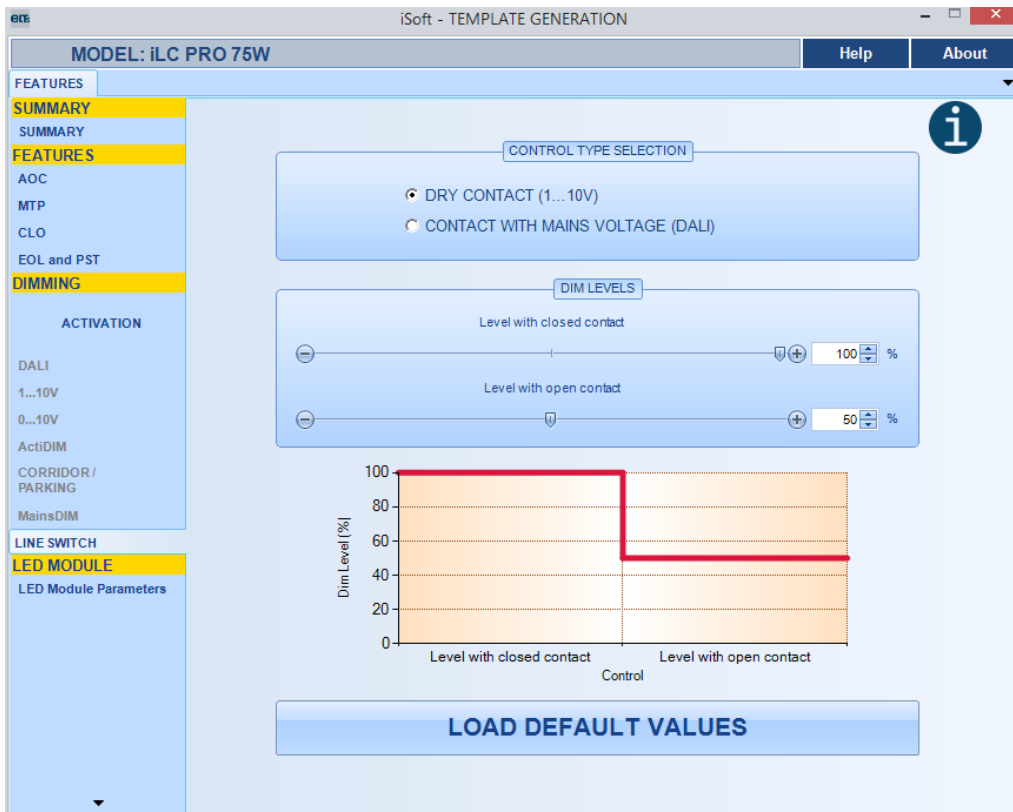 ELT
iSoft - TEMPLATE GENERATION
MODEL: iLC PRO 75W
Help
About
FEATURES
SUMMARY
SUMMARY
FEATURES
AOC
MTP
CLO
EOL and PST
DIMMING
ACTIVATION
DALI
1...10V
0...10V
ActiDIM
CORRIDOR /
PARKING
MainsDIM
LINE SWITCH
LED MODULE
LED Module Parameters
i
CONTROL TYPE SELECTION
DRY CONTACT (1...10V)
CONTACT WITH MAINS VOLTAGE (DALI)
DIM LEVELS
Level with closed contact
100 %
Level with open contact
50 %
100
80
60
40
20
0
Dim Level (%)
Level with closed contact
Level with open contact
Control
LOAD DEFAULT VALUES